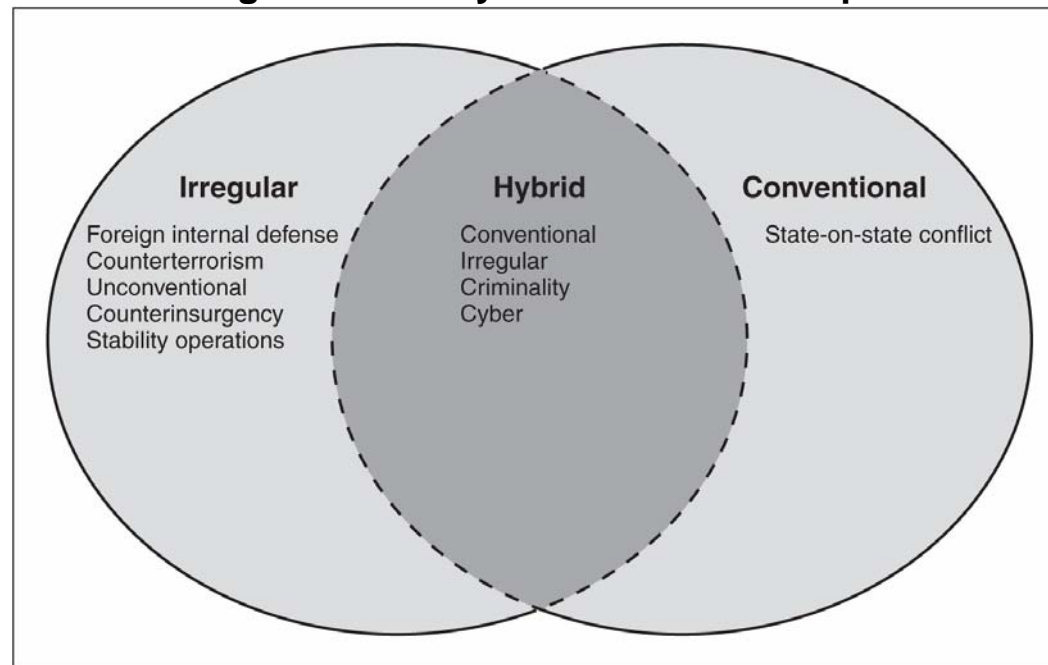 Irregular
Foreign internal defense
Counterterrorism
Unconventional
Counterinsurgency
Stability operations
Hybrid
Conventional
Irregular
Criminality
Cyber
Conventional
State-on-state conflict